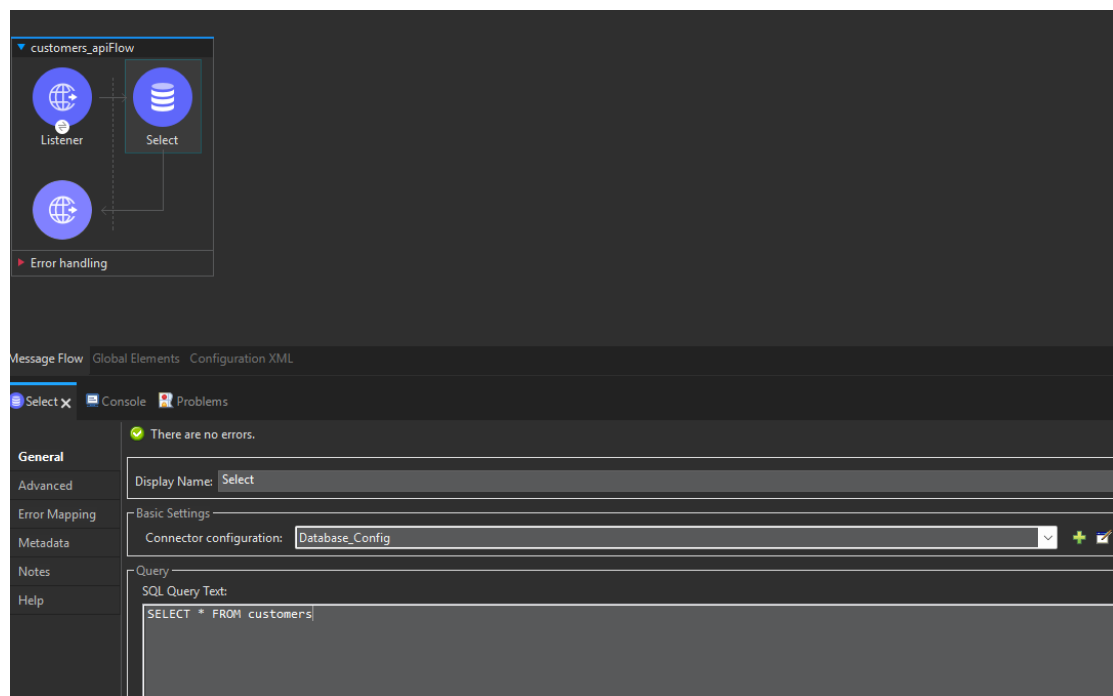 customers_apiFlow
Listener
Select
Error handling
Message Flow Global Elements Configuration XML
Select Console Problems
There are no errors.
General
Display Name: Select
Advanced
Error Mapping
Basic Settings
Connector configuration: Database_Config
Metadata
Notes
Query
SQL Query Text:
Help
SELECT * FROM customers